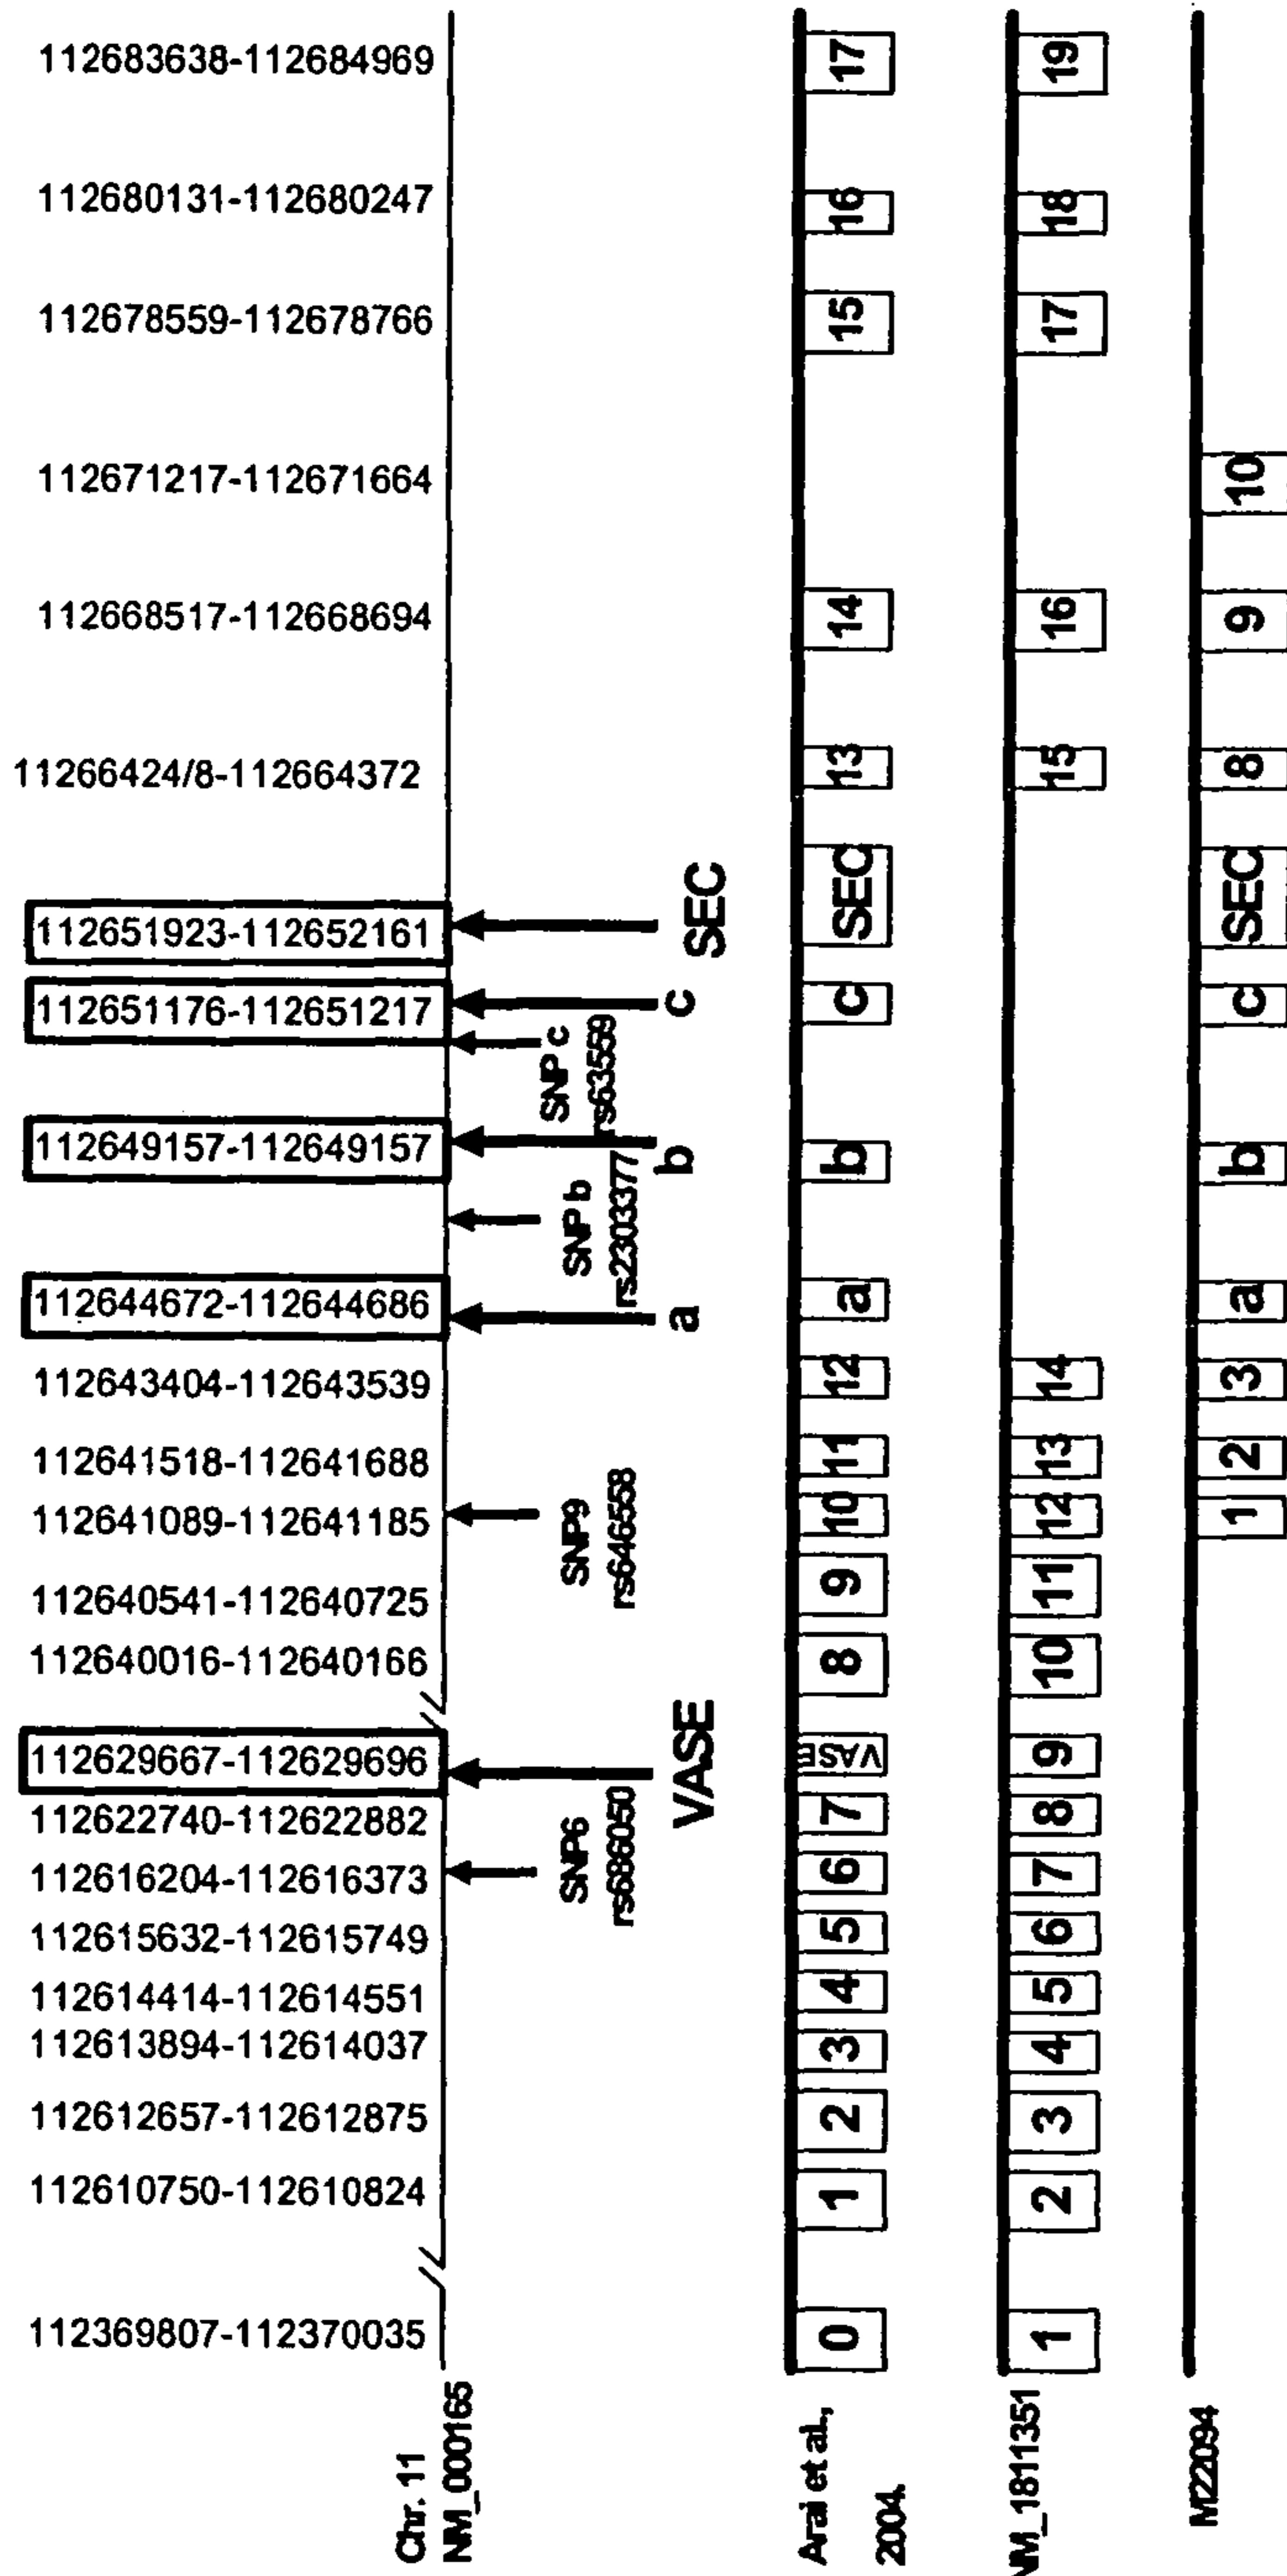 112683638-112684969
112680131-112680247
112678559-112678766
112671217-112671664
112668517-112668694
11266424/8-112664372
112651923-112652161
112651176-112651217
112649157-112649157
112644672-112644686
112643404-112643539
112641518-112641688
112641089-112641185
112640541-112640725
112640016-112640166
112629667-112629696
112622740-112622882
112616204-112616373
112615632-112615749
112614414-112614551
112613894-112614037
112612657-112612875
112610750-112610824
112369807-112370035
Chr. 11
NM_000165
VASE
a
b
c
SEC
SNP6
rs686050
SNP9
rs646558
SNP b
rs2303377
SNP c
rs63559
Arai et al.,
2004.
0 1 2 3 4 5 6 7 VASE 8 9 10 11 12 a b c SEC 13 14 15 16 17
NM_1811351
1 2 3 4 5 6 7 8 9 10 11 12 13 14 15 16 17 18 19
M22094
1 2 3 a b c SEC 8 9 10